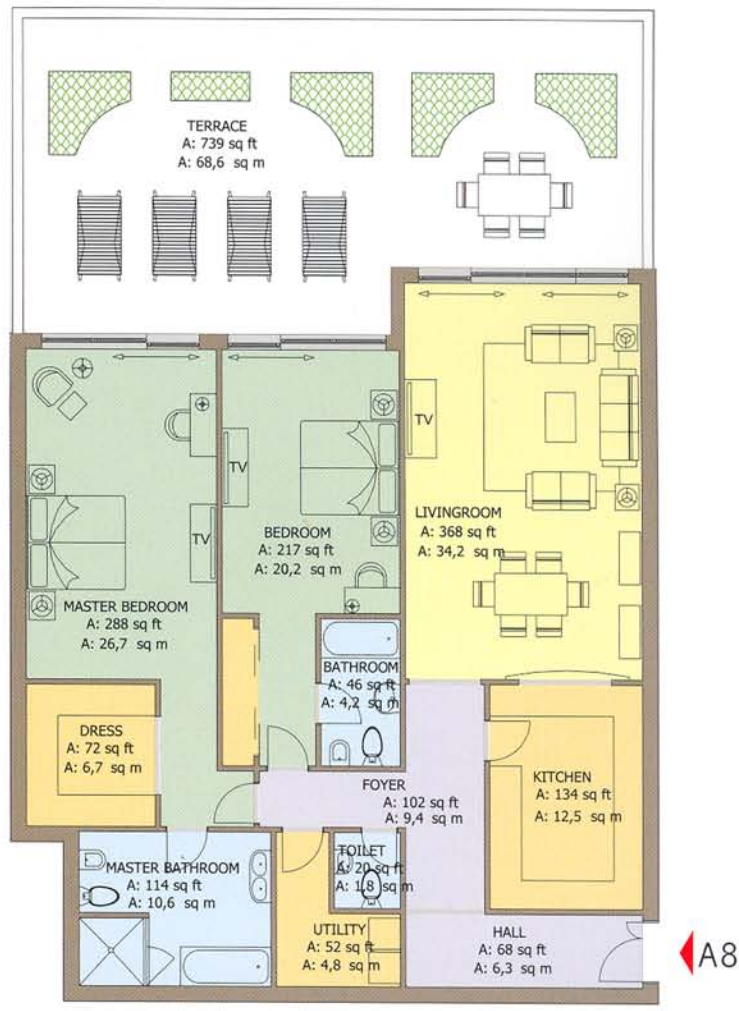 TERRACE
A: 739 sq ft
A: 68,6 sq m
TV
LIVINGROOM
A: 368 sq ft
A: 34,2 sq m
TV
BEDROOM
A: 217 sq ft
A: 20,2 sq m
TV
MASTER BEDROOM
A: 288 sq ft
A: 26,7 sq m
BATHROOM
A: 46 sq ft
A: 4,2 sq m
DRESS
A: 72 sq ft
A: 6,7 sq m
FOYER
A: 102 sq ft
A: 9,4 sq m
KITCHEN
A: 134 sq ft
A: 12,5 sq m
TOILET
A: 20 sq ft
A: 1,8 sq m
MASTER BATHROOM
A: 114 sq ft
A: 10,6 sq m
UTILITY
A: 52 sq ft
A: 4,8 sq m
HALL
A: 68 sq ft
A: 6,3 sq m
A8